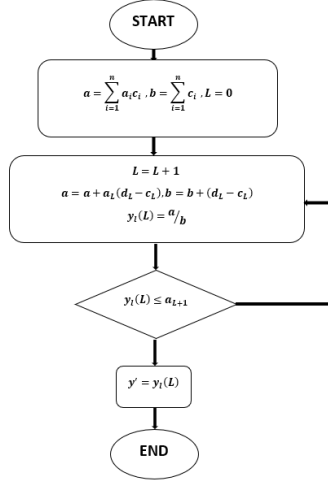 START
a = ∑_{i=1}^{n} a_i c_i , b = ∑_{i=1}^{n} c_i , L = 0
L = L + 1
a = a + a_L(d_L − c_L), b = b + (d_L − c_L)
y_l(L) = a/b
y_l(L) ≤ a_{L+1}
y' = y_l(L)
END